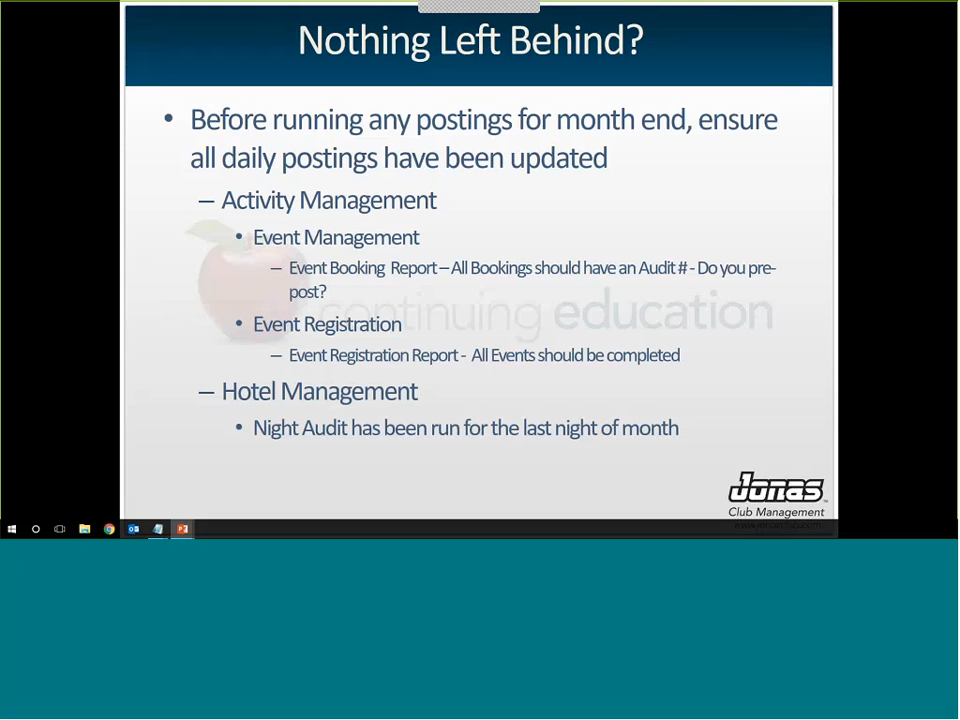 Nothing Left Behind?
• Before running any postings for month end, ensure
all daily postings have been updated
– Activity Management
• Event Management
– Event Booking Report – All Bookings should have an Audit # - Do you pre-
post?
continuing education
• Event Registration
– Event Registration Report - All Events should be completed
– Hotel Management
• Night Audit has been run for the last night of month
Jonas
Club Management